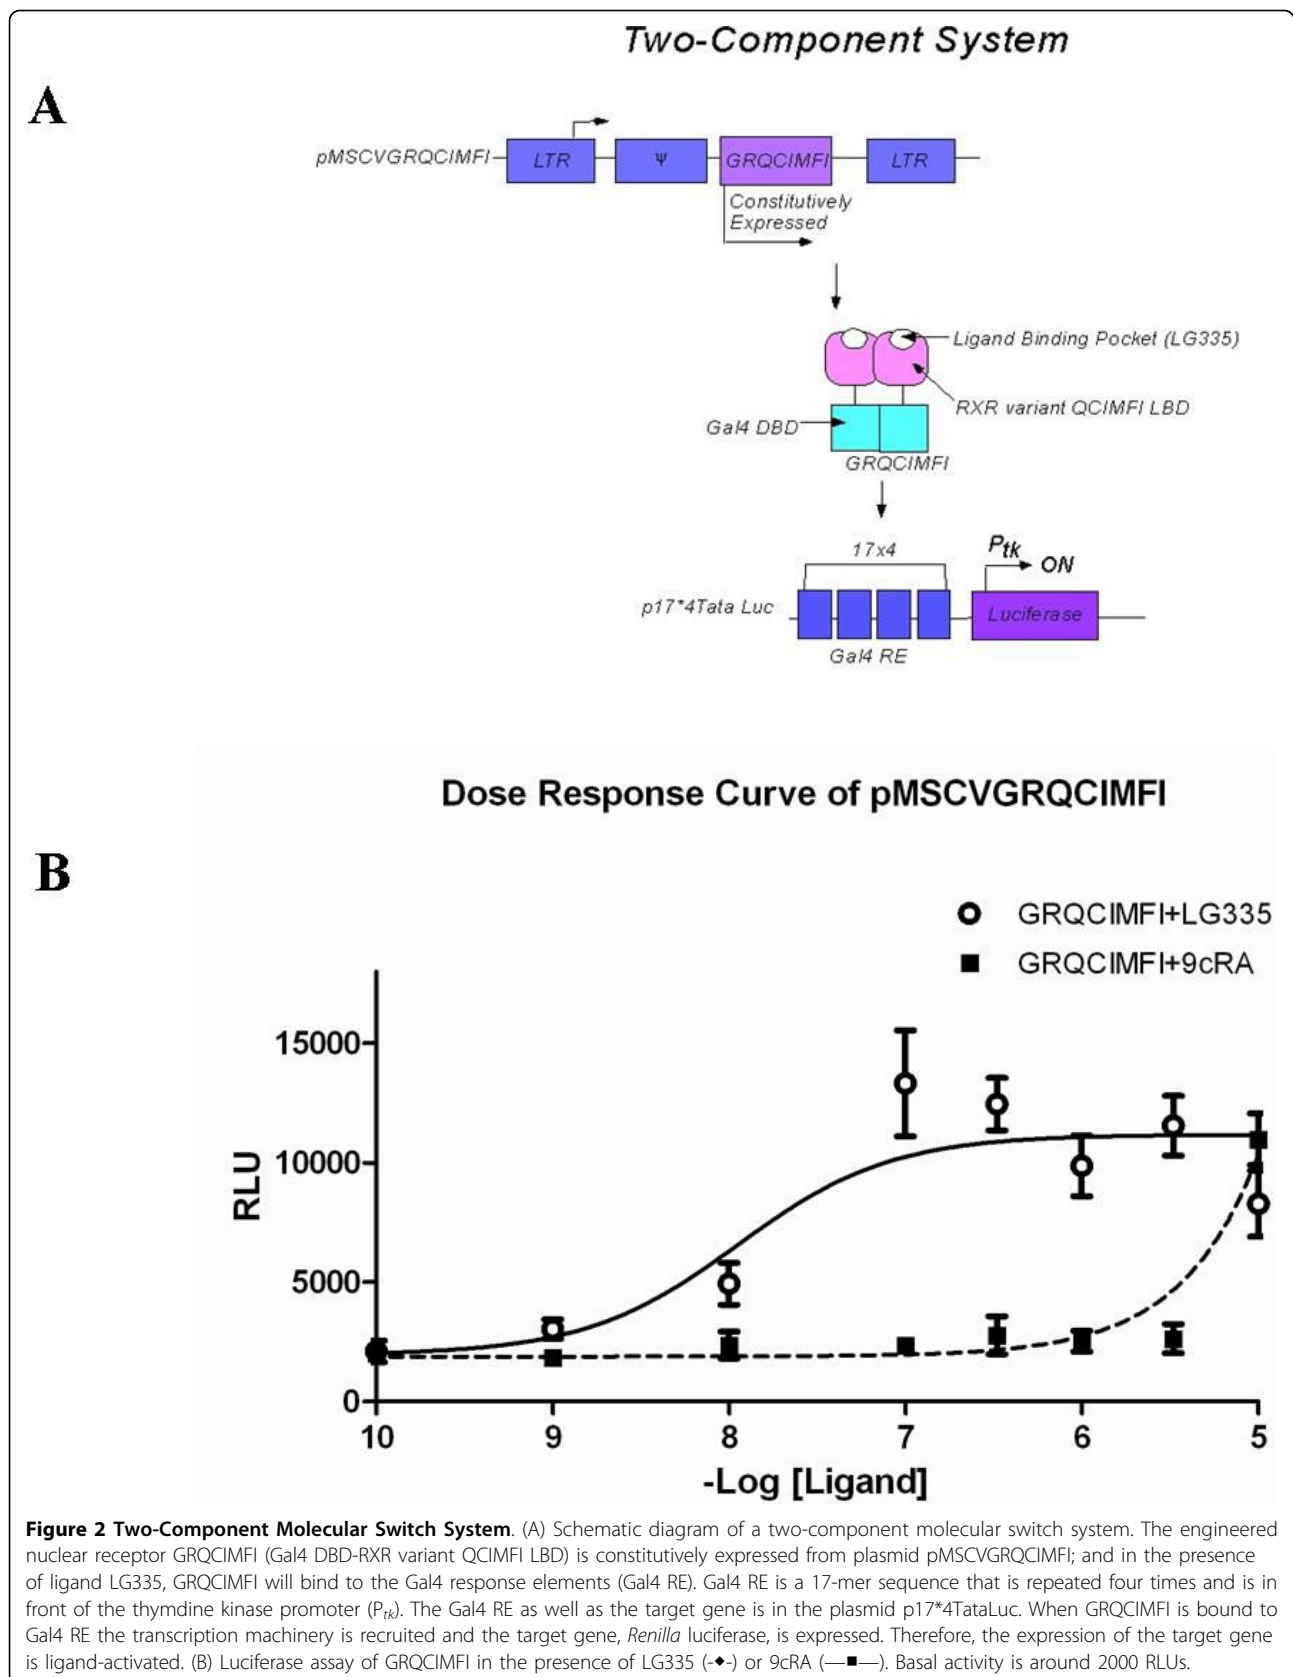 Two-Component System
A
pMSCVGRQCIMFI
LTR
Ψ
GRQCIMFI
LTR
Constitutively
Expressed
Ligand Binding Pocket (LG335)
RXR variant QCIMFI LBD
Gal4 DBD
GRQCIMFI
17x4
Ptk
ON
p17*4Tata Luc
Luciferase
Gal4 RE
Dose Response Curve of pMSCVGRQCIMFI
B
GRQCIMFI+LG335
GRQCIMFI+9cRA
15000
10000
5000
0
RLU
10 9 8 7 6 5
-Log [Ligand]
Figure 2 Two-Component Molecular Switch System. (A) Schematic diagram of a two-component molecular switch system. The engineered
nuclear receptor GRQCIMFI (Gal4 DBD-RXR variant QCIMFI LBD) is constitutively expressed from plasmid pMSCVGRQCIMFI; and in the presence
of ligand LG335, GRQCIMFI will bind to the Gal4 response elements (Gal4 RE). Gal4 RE is a 17-mer sequence that is repeated four times and is in
front of the thymdine kinase promoter (Ptk). The Gal4 RE as well as the target gene is in the plasmid p17*4TataLuc. When GRQCIMFI is bound to
Gal4 RE the transcription machinery is recruited and the target gene, Renilla luciferase, is expressed. Therefore, the expression of the target gene
is ligand-activated. (B) Luciferase assay of GRQCIMFI in the presence of LG335 (-◆-) or 9cRA (—■—). Basal activity is around 2000 RLUs.